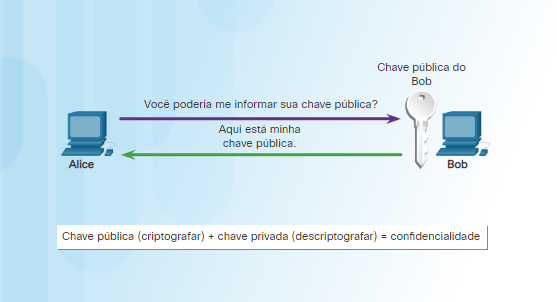 Chave pública do
Bob
Você poderia me informar sua chave pública?
Aqui está minha
chave pública.
Alice
Bob
Chave pública (criptografar) + chave privada (descriptografar) = confidencialidade